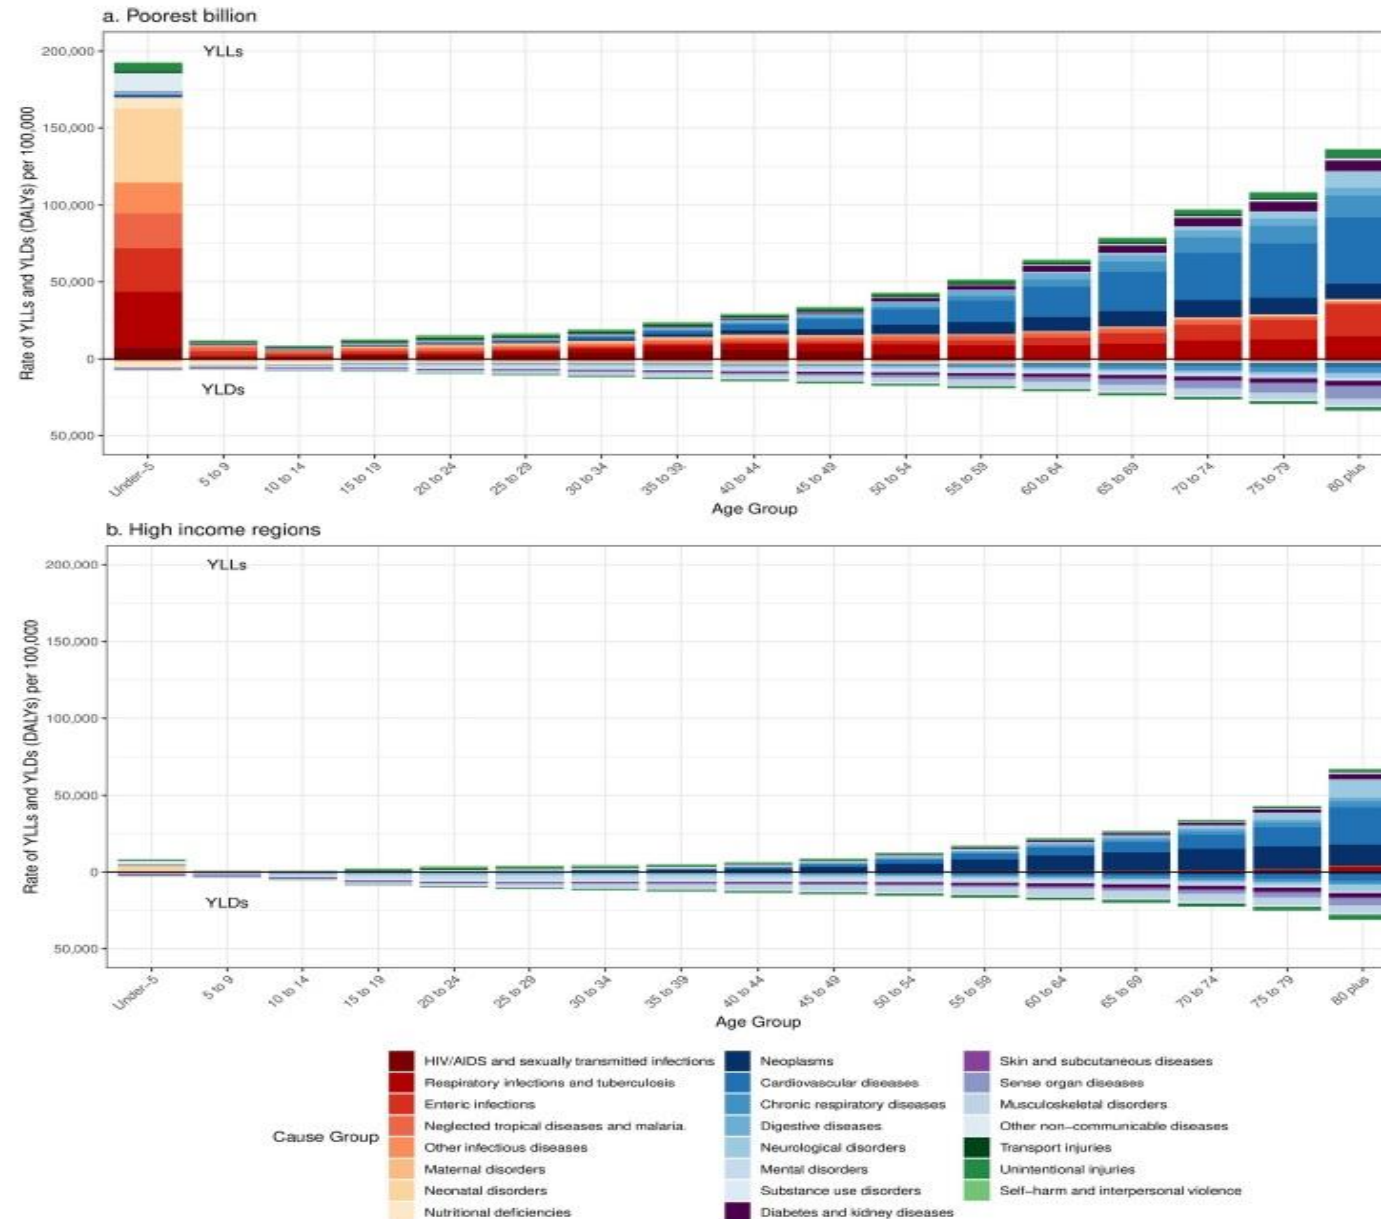 a. Poorest billion
YLLs
200,000
150,000
100,000
50,000
0
YLDs
50,000
Rate of YLLs and YLDs (DALYs) per 100,000
Under-5 5 to 9 10 to 14 15 to 19 20 to 24 25 to 29 30 to 34 35 to 39 40 to 44 45 to 49 50 to 54 55 to 59 60 to 64 65 to 69 70 to 74 75 to 79 80 plus
Age Group
b. High income regions
YLLs
200,000
150,000
100,000
50,000
0
YLDs
50,000
Rate of YLLs and YLDs (DALYs) per 100,000
Under-5 5 to 9 10 to 14 15 to 19 20 to 24 25 to 29 30 to 34 35 to 39 40 to 44 45 to 49 50 to 54 55 to 59 60 to 64 65 to 69 70 to 74 75 to 79 80 plus
Age Group
Cause Group
HIV/AIDS and sexually transmitted infections
Respiratory infections and tuberculosis
Enteric infections
Neglected tropical diseases and malaria
Other infectious diseases
Maternal disorders
Neonatal disorders
Nutritional deficiencies
Neoplasms
Cardiovascular diseases
Chronic respiratory diseases
Digestive diseases
Neurological disorders
Mental disorders
Substance use disorders
Diabetes and kidney diseases
Skin and subcutaneous diseases
Sense organ diseases
Musculoskeletal disorders
Other non-communicable diseases
Transport injuries
Unintentional injuries
Self-harm and interpersonal violence